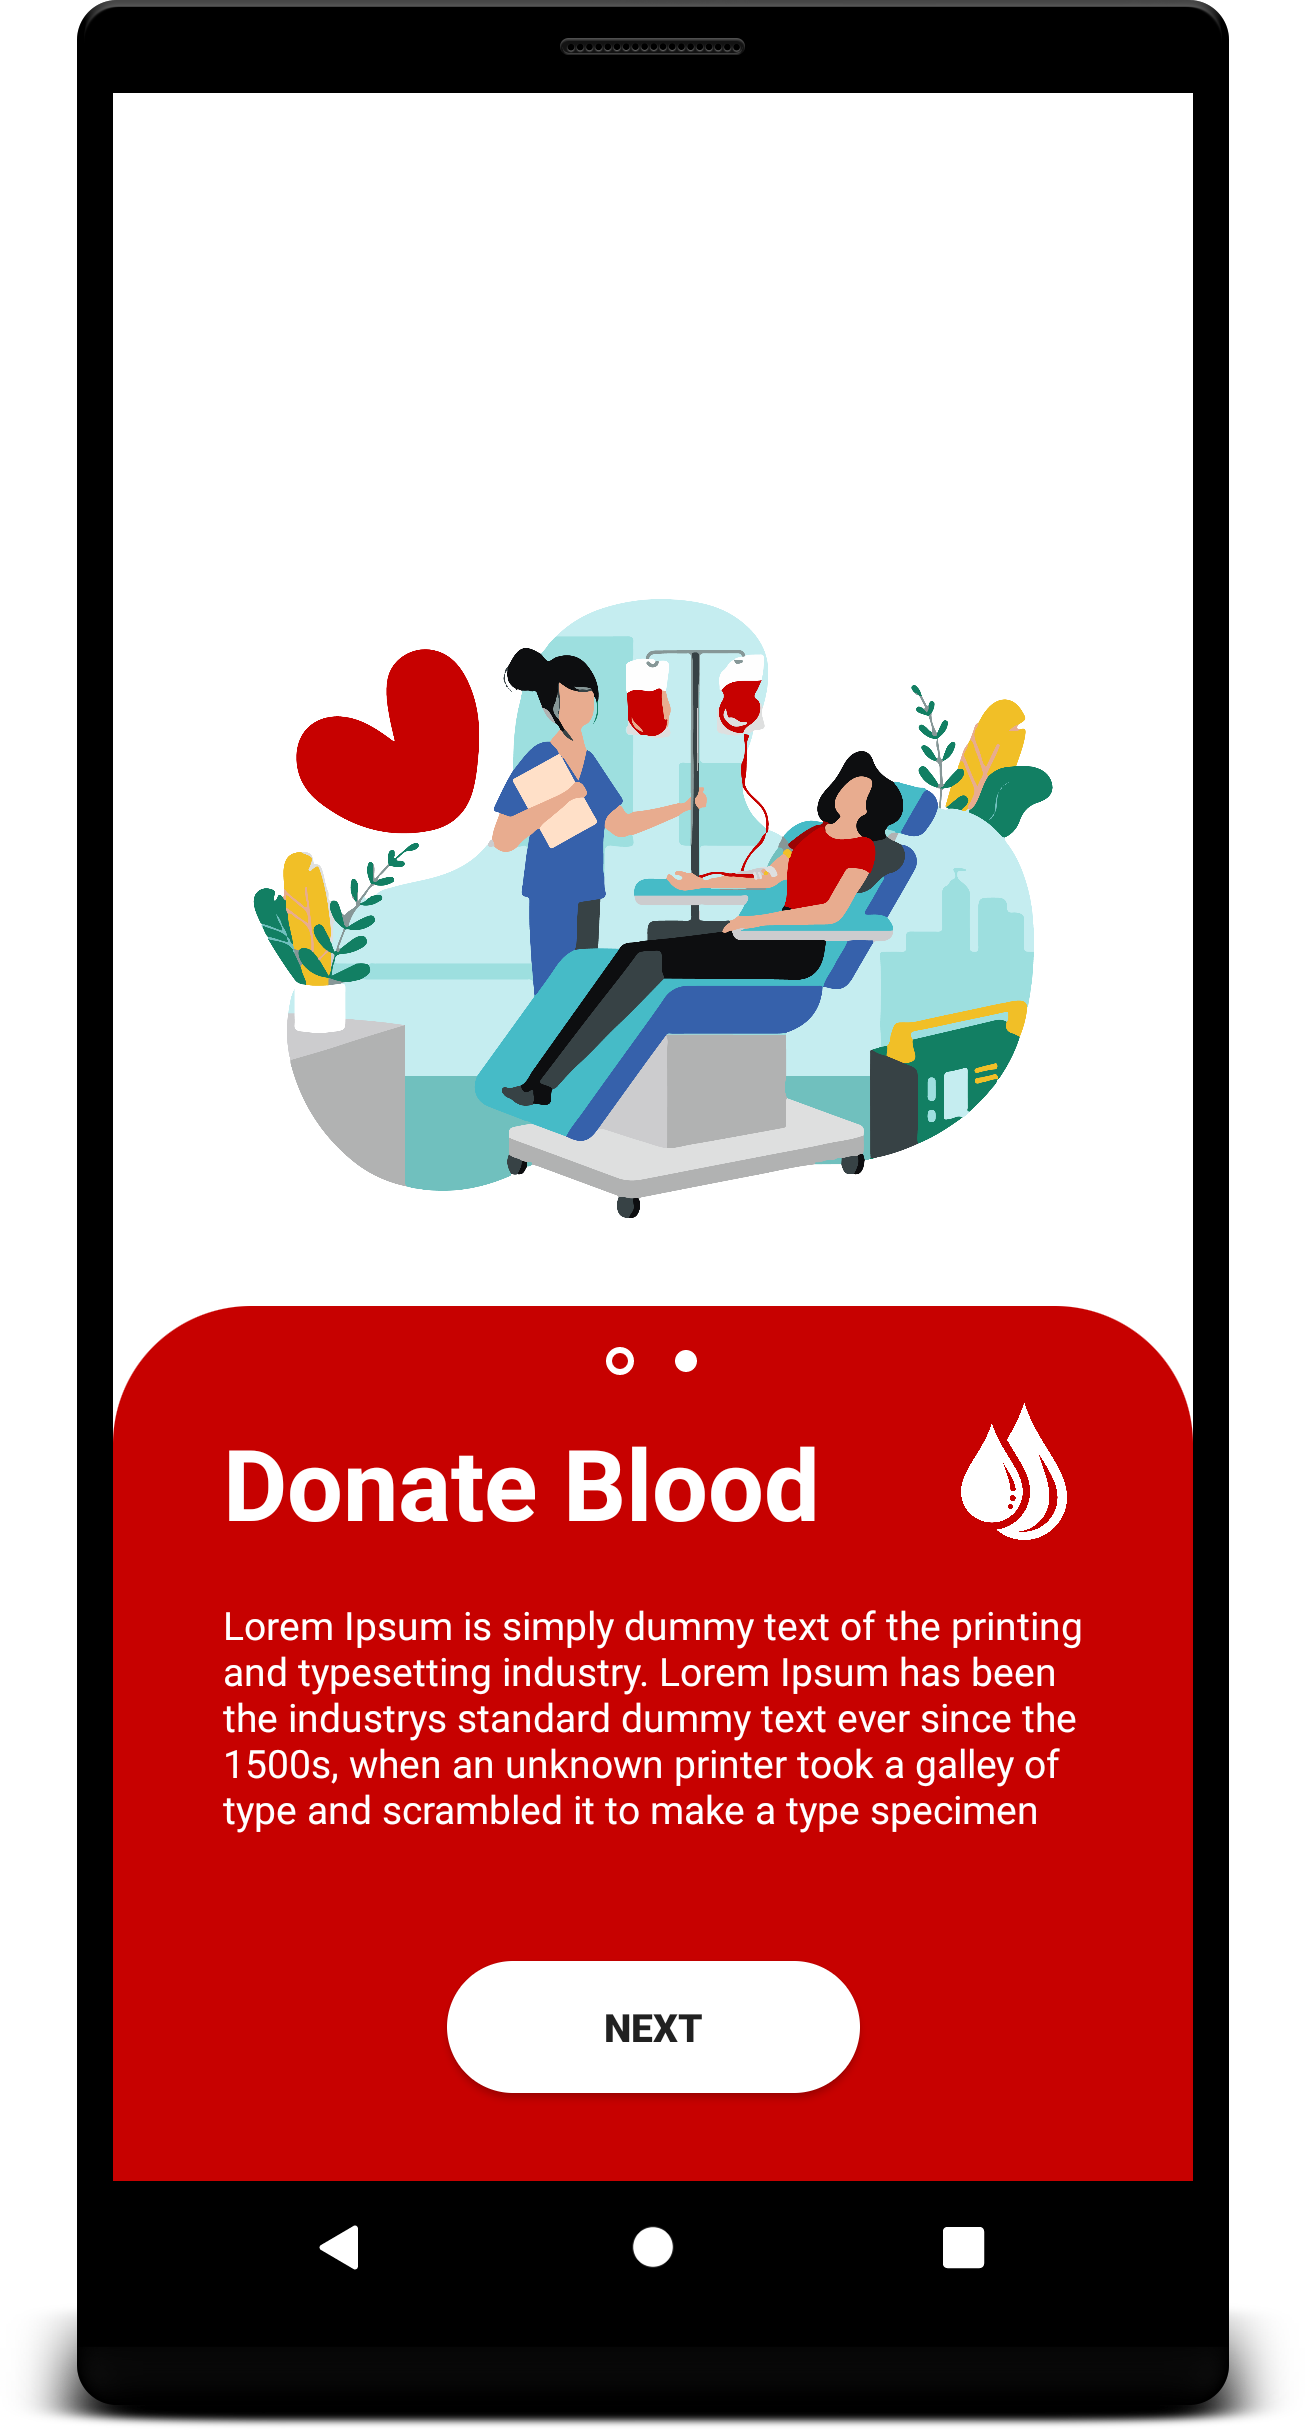 Donate Blood
Lorem Ipsum is simply dummy text of the printing
and typesetting industry. Lorem Ipsum has been
the industrys standard dummy text ever since the
1500s, when an unknown printer took a galley of
type and scrambled it to make a type specimen
NEXT